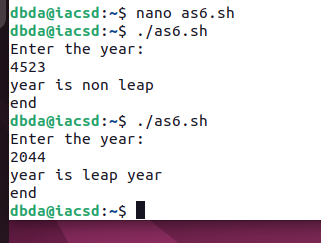 dbda@iacsd:~$ nano as6.sh
dbda@iacsd:~$ ./as6.sh
Enter the year:
4523
year is non leap
end
dbda@iacsd:~$ ./as6.sh
Enter the year:
2044
year is leap year
end
dbda@iacsd:~$